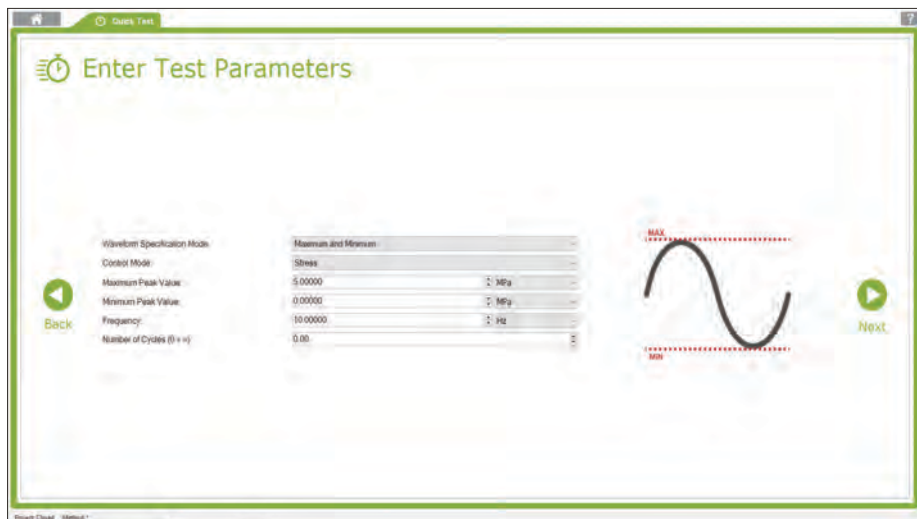 Quick Test
?
Enter Test Parameters
Waveform Specification Mode: Maximum and Minimum
Control Mode: Stress
Maximum Peak Value: 5.00000 MPa
Minimum Peak Value: 0.00000 MPa
Frequency: 10.00000 Hz
Number of Cycles (0 = ∞) 0.00
MAX
MIN
Back
Next